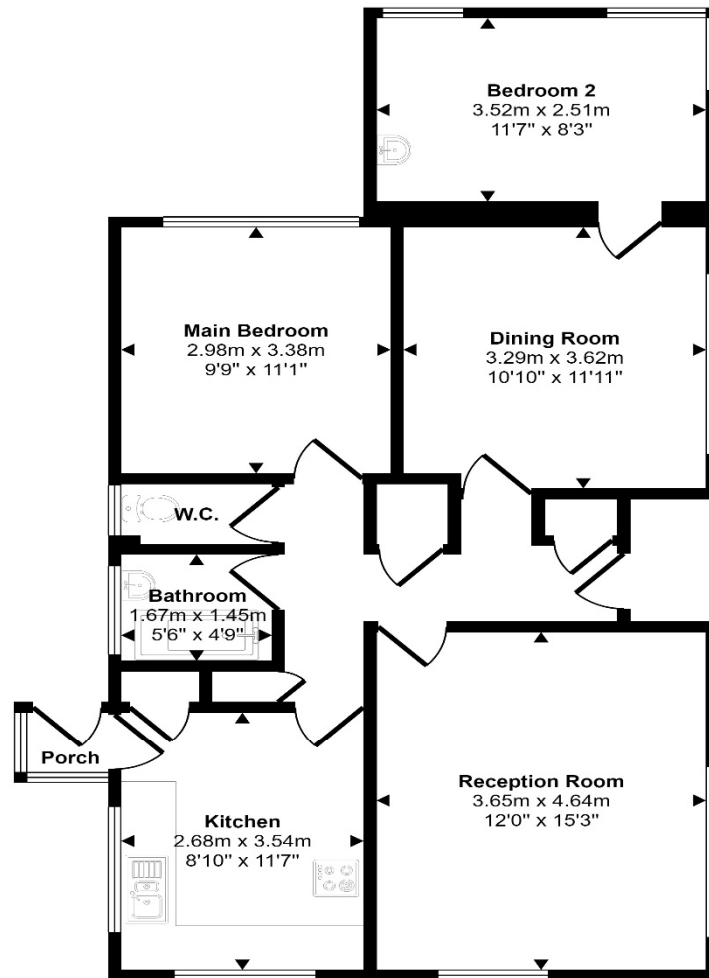 Bedroom 2
3.52m x 2.51m
11'7" x 8'3"
Main Bedroom
2.98m x 3.38m
9'9" x 11'1"
Dining Room
3.29m x 3.62m
10'10" x 11'11"
W.C.
Bathroom
1.67m x 1.45m
5'6" x 4'9"
Porch
Kitchen
2.68m x 3.54m
8'10" x 11'7"
Reception Room
3.65m x 4.64m
12'0" x 15'3"